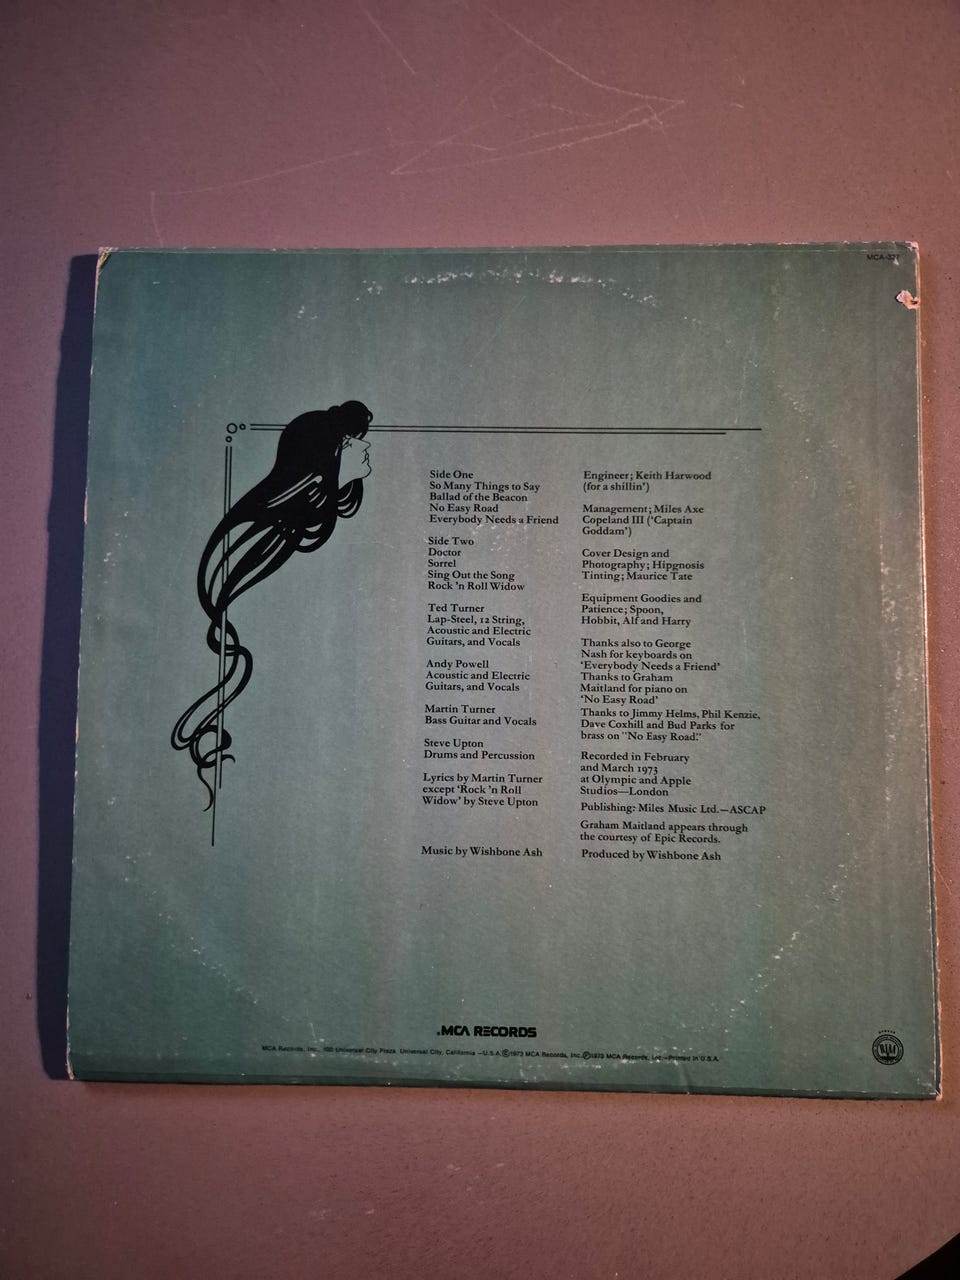 MCA-327
Side One
So Many Things to Say
Ballad of the Beacon
No Easy Road
Everybody Needs a Friend
Side Two
Doctor
Sorrel
Sing Out the Song
Rock 'n Roll Widow
Ted Turner
Lap-Steel, 12 String,
Acoustic and Electric
Guitars, and Vocals
Andy Powell
Acoustic and Electric
Guitars, and Vocals
Martin Turner
Bass Guitar and Vocals
Steve Upton
Drums and Percussion
Lyrics by Martin Turner
except 'Rock 'n Roll
Widow' by Steve Upton
Music by Wishbone Ash
Engineer; Keith Harwood
(for a shillin')
Management; Miles Axe
Copeland III ('Captain
Goddam')
Cover Design and
Photography; Hipgnosis
Tinting; Maurice Tate
Equipment Goodies and
Patience; Spoon,
Hobbit, Alf and Harry
Thanks also to George
Nash for keyboards on
'Everybody Needs a Friend'
Thanks to Graham
Maitland for piano on
'No Easy Road'
Thanks to Jimmy Helms, Phil Kenzie,
Dave Coxhill and Bud Parks for
brass on "No Easy Road."
Recorded in February
and March 1973
at Olympic and Apple
Studios—London
Publishing: Miles Music Ltd.—ASCAP
Graham Maitland appears through
the courtesy of Epic Records.
Produced by Wishbone Ash
.MCA RECORDS
MCA Records, Inc., 100 Universal City Plaza, Universal City, California —U.S.A. ©1973 MCA Records, Inc. ℗1973 MCA Records, Inc.—Printed in U.S.A.